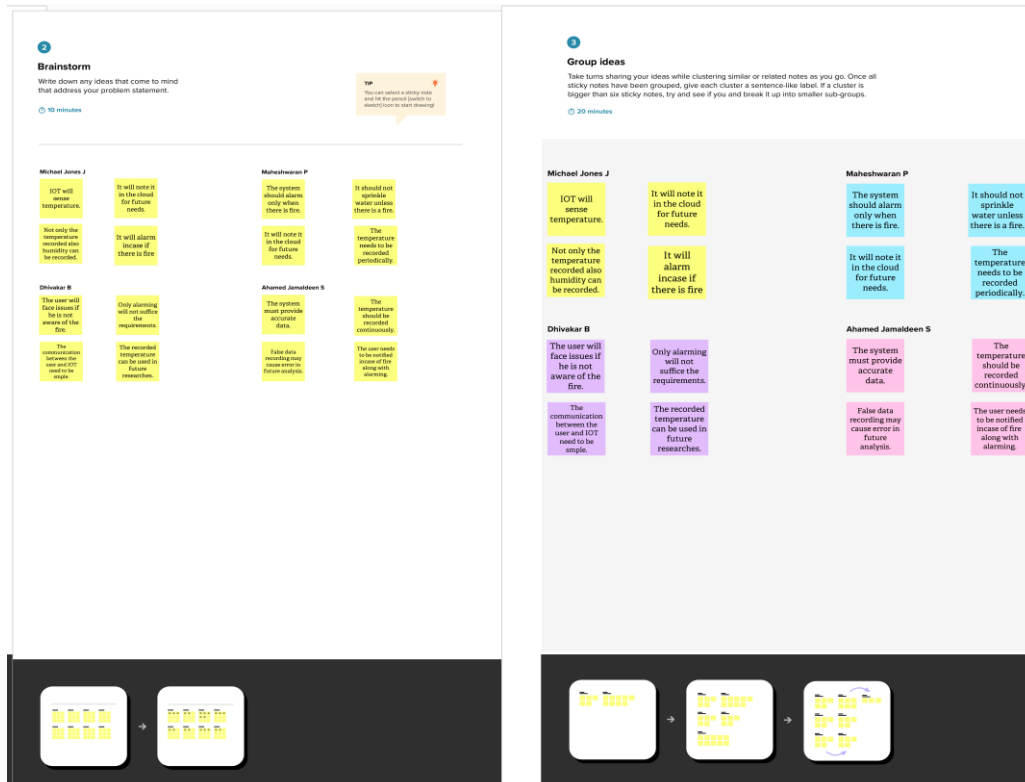 2
Brainstorm
Write down any ideas that come to mind
that address your problem statement.
10 minutes
TIP
You can select a sticky note
and hit the pencil [switch to
sketch] icon to start drawing!
Michael Jones J
IOT will
sense
temperature.
It will note it
in the cloud
for future
needs.
Not only the
temperature
recorded also
humidity can
be recorded.
It will alarm
incase if
there is fire
Maheshwaran P
The system
should alarm
only when
there is fire.
It should not
sprinkle
water unless
there is a fire.
It will note it
in the cloud
for future
needs.
The
temperature
needs to be
recorded
periodically.
Dhivakar B
The user will
face issues if
he is not
aware of the
fire.
Only alarming
will not suffice
the
requirements.
The
communication
between the
user and IOT
need to be
smple.
The recorded
temperature
can be used in
future
researches.
Ahamed Jamaldeen S
The system
must provide
accurate
data.
The
temperature
should be
recorded
continuously.
False data
recording may
cause error in
future analysis.
The user needs
to be notified
incase of fire
along with
alarming.
3
Group ideas
Take turns sharing your ideas while clustering similar or related notes as you go. Once all
sticky notes have been grouped, give each cluster a sentence-like label. If a cluster is
bigger than six sticky notes, try and see if you and break it up into smaller sub-groups.
20 minutes
Michael Jones J
IOT will
sense
temperature.
It will note it
in the cloud
for future
needs.
Not only the
temperature
recorded also
humidity can
be recorded.
It will
alarm
incase if
there is fire
Maheshwaran P
The system
should alarm
only when
there is fire.
It should not
sprinkle
water unless
there is a fire.
It will note it
in the cloud
for future
needs.
The
temperature
needs to be
recorded
periodically.
Dhivakar B
The user will
face issues if
he is not
aware of the
fire.
Only alarming
will not
suffice the
requirements.
The
communication
between the
user and IOT
need to be
smple.
The recorded
temperature
can be used in
future
researches.
Ahamed Jamaldeen S
The system
must provide
accurate
data.
The
temperature
should be
recorded
continuously
False data
recording may
cause error in
future
analysis.
The user needs
to be notified
incase of fire
along with
alarming.